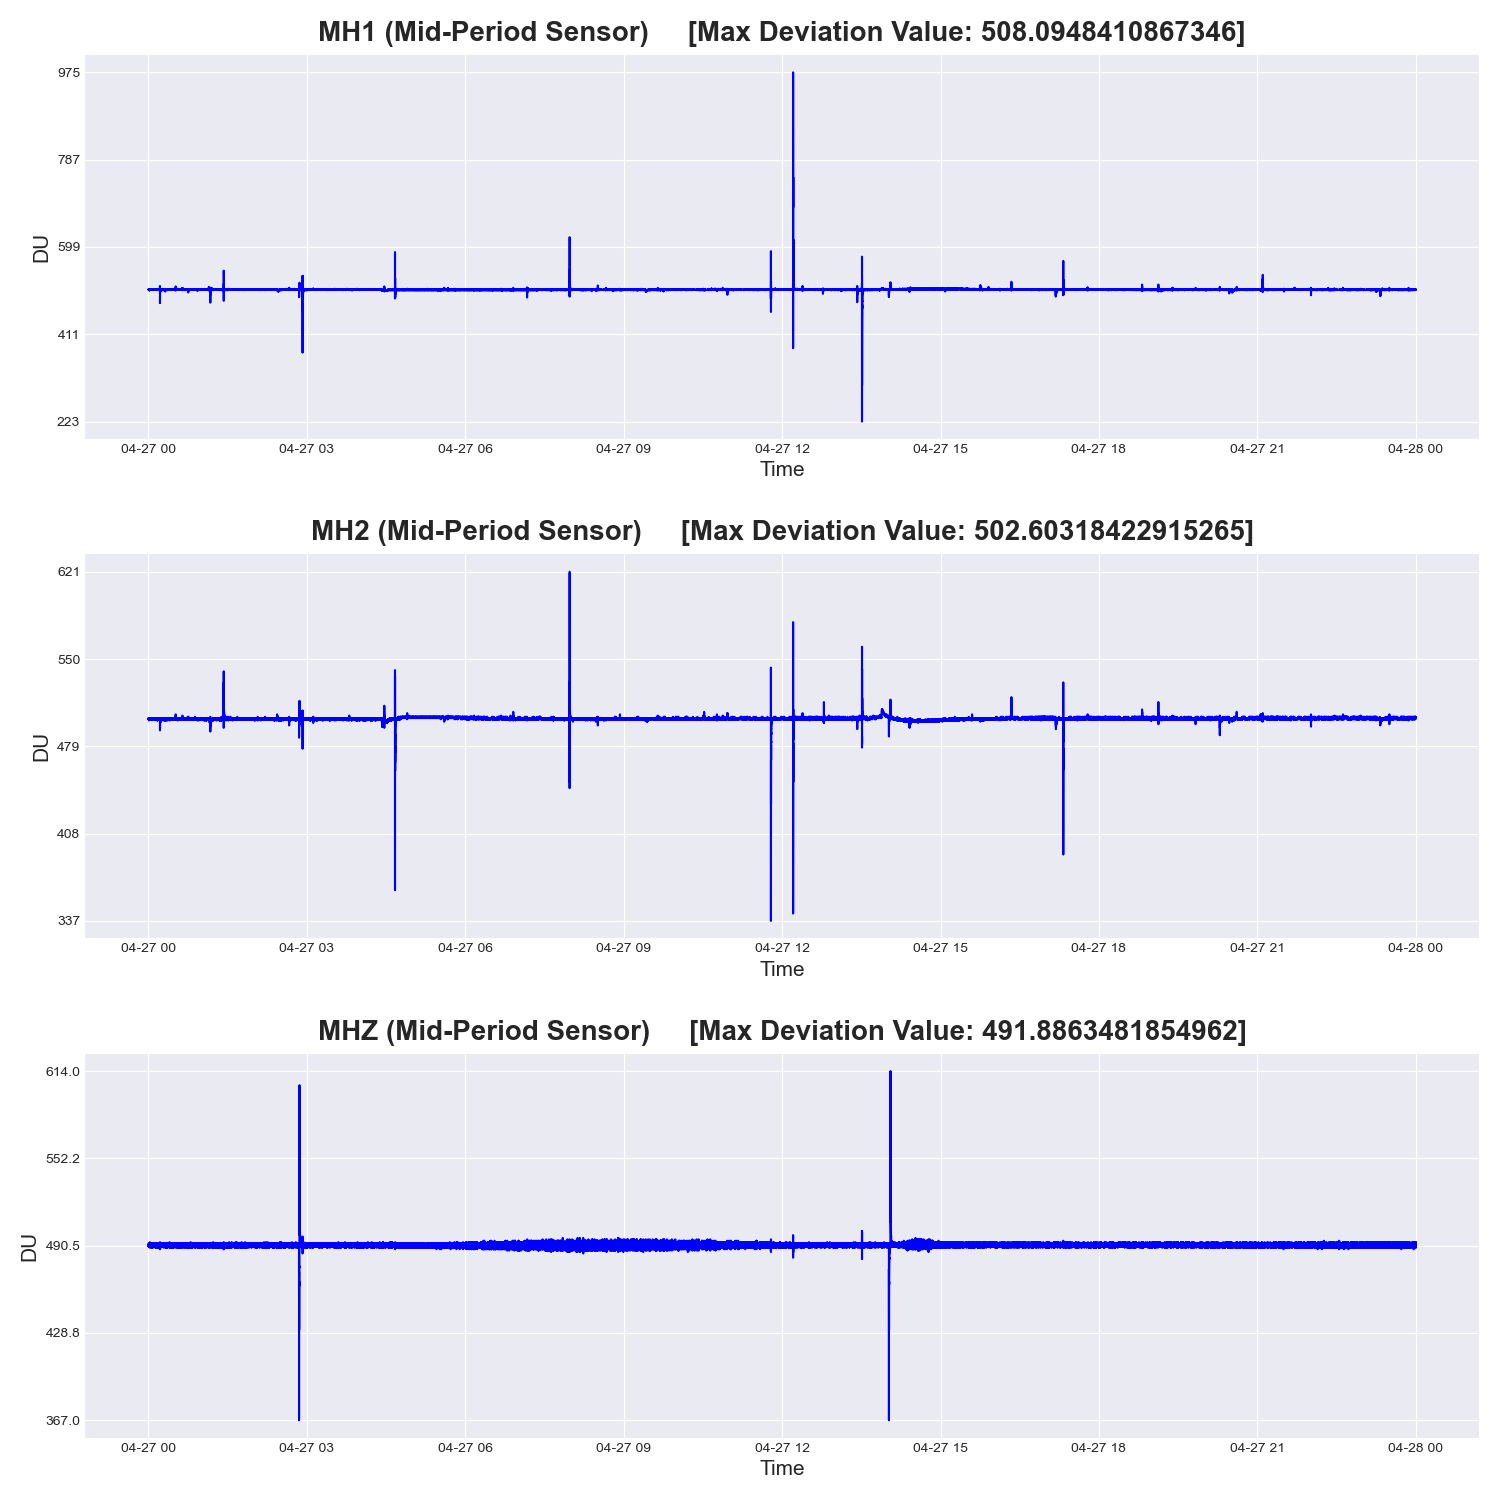 MH1 (Mid-Period Sensor) [Max Deviation Value: 508.0948410867346]
975
787
599
411
223
DU
04-27 00 04-27 03 04-27 06 04-27 09 04-27 12 04-27 15 04-27 18 04-27 21 04-28 00
Time
MH2 (Mid-Period Sensor) [Max Deviation Value: 502.60318422915265]
621
550
479
408
337
DU
04-27 00 04-27 03 04-27 06 04-27 09 04-27 12 04-27 15 04-27 18 04-27 21 04-28 00
Time
MHZ (Mid-Period Sensor) [Max Deviation Value: 491.8863481854962]
614.0
552.2
490.5
428.8
367.0
DU
04-27 00 04-27 03 04-27 06 04-27 09 04-27 12 04-27 15 04-27 18 04-27 21 04-28 00
Time